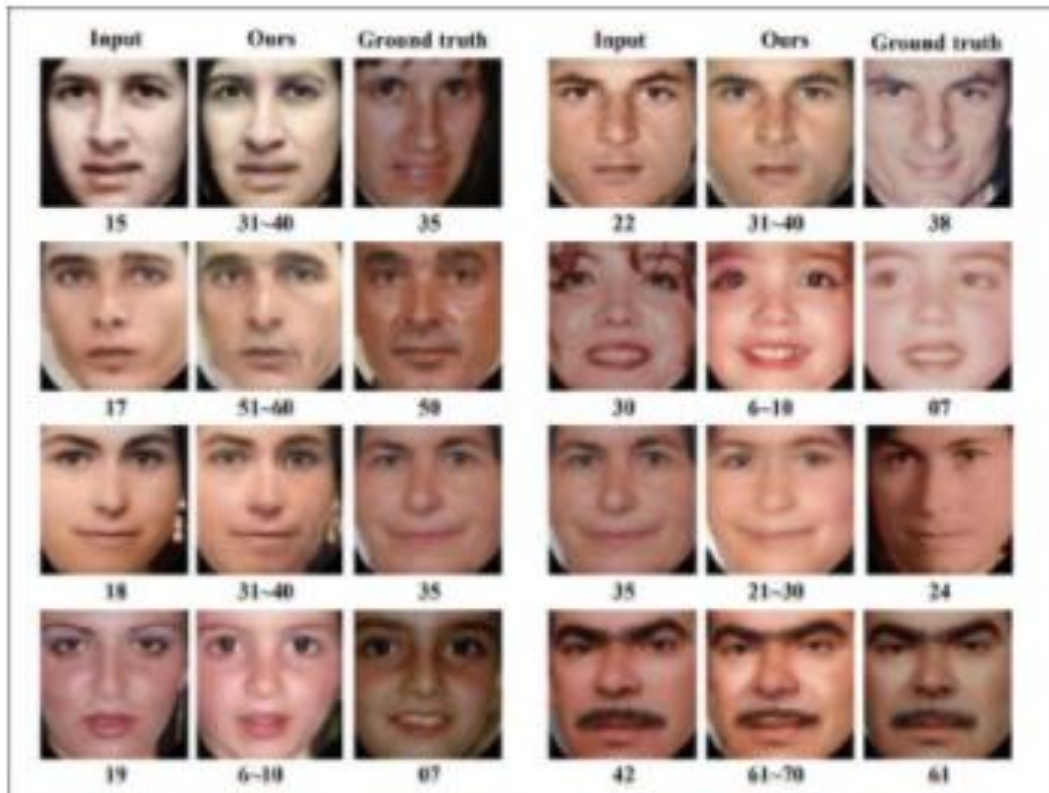 Input Ours Ground truth Input Ours Ground truth
15 31~40 35 22 31~40 38
17 51~60 50 30 6~10 07
18 31~40 35 35 21~30 24
19 6~10 07 42 61~70 61